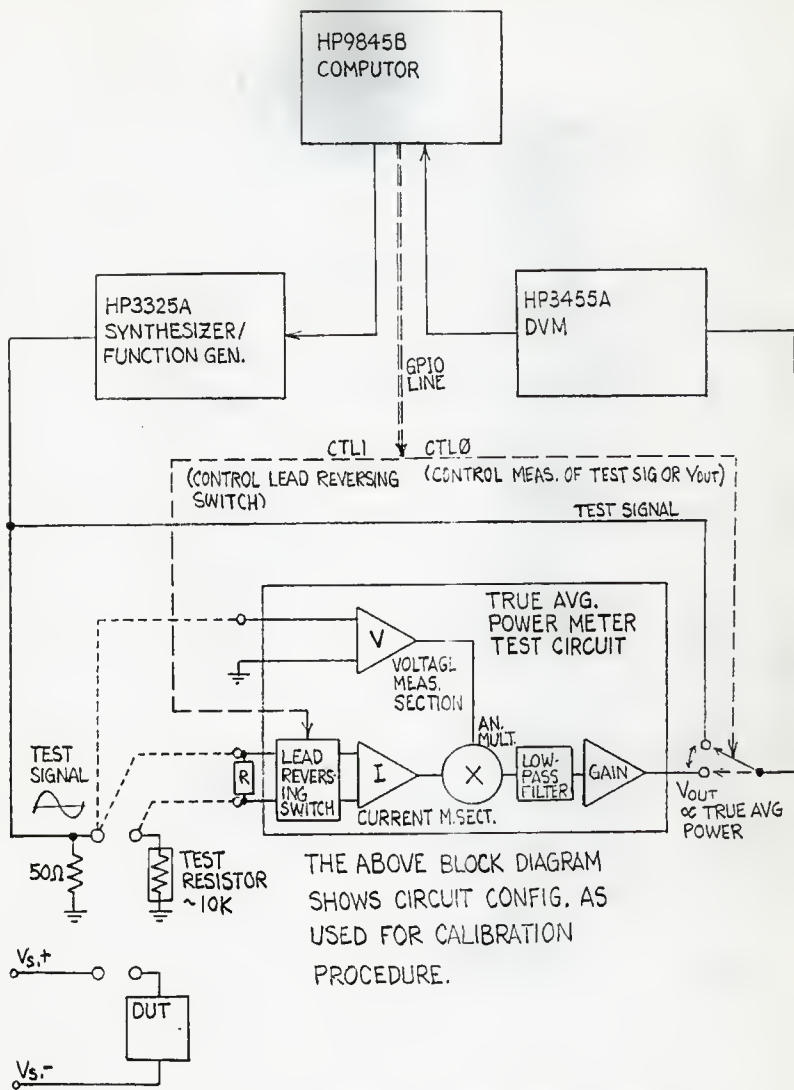 HP9845B
COMPUTOR
HP3325A
SYNTHESIZER/
FUNCTION GEN.
HP3455A
DVM
GPIO
LINE
CTL1
CTLØ
(CONTROL LEAD REVERSING
SWITCH)
(CONTROL MEAS. OF TEST SIG OR VOUT)
TEST SIGNAL
TRUE AVG.
POWER METER
TEST CIRCUIT
V
VOLTAGE
MEAS.
SECTION
AN.
MULT.
TEST
SIGNAL
R
LEAD
REVERS-
ING
SWITCH
I
X
LOW-
PASS
FILTER
GAIN
CURRENT M.SECT.
VOUT
∝ TRUE AVG
POWER
50Ω
TEST
RESISTOR
~10K
THE ABOVE BLOCK DIAGRAM
SHOWS CIRCUIT CONFIG. AS
USED FOR CALIBRATION
PROCEDURE.
Vs,+
DUT
Vs,-